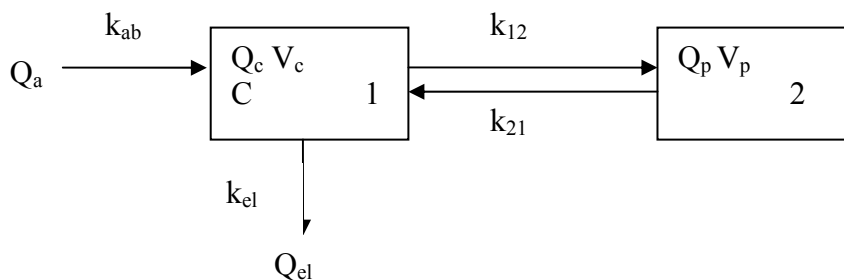 k_ab
k_12
Q_a
Q_c V_c
Q_p V_p
C 1
2
k_21
k_el
Q_el